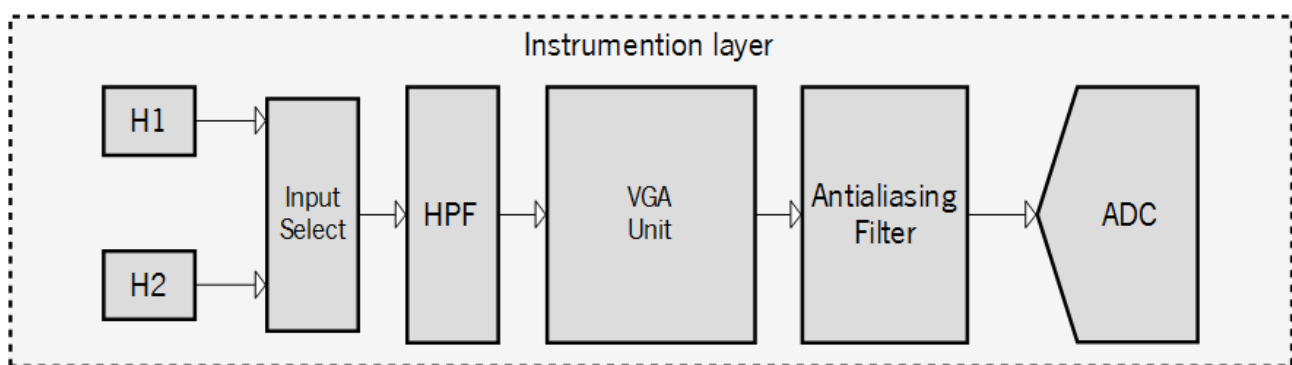 Instrumention layer
H1
H2
Input
Select
HPF
VGA
Unit
Antialiasing
Filter
ADC